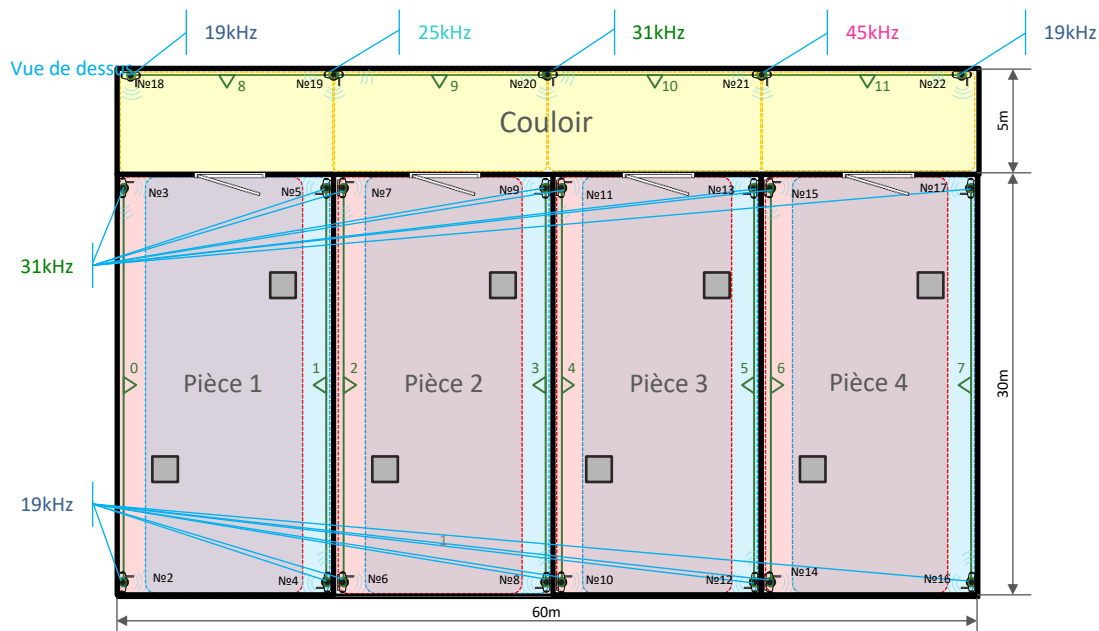 19kHz
25kHz
31kHz
45kHz
19kHz
Vue de dessus
№18
8
№19
9
№20
10
№21
11
№22
Couloir
5m
№3
№5
№7
№9
№11
№13
№15
№17
31kHz
0
Pièce 1
1
2
Pièce 2
3
4
Pièce 3
5
6
Pièce 4
7
30m
19kHz
1
№2
№4
№6
№8
№10
№12
№14
№16
60m